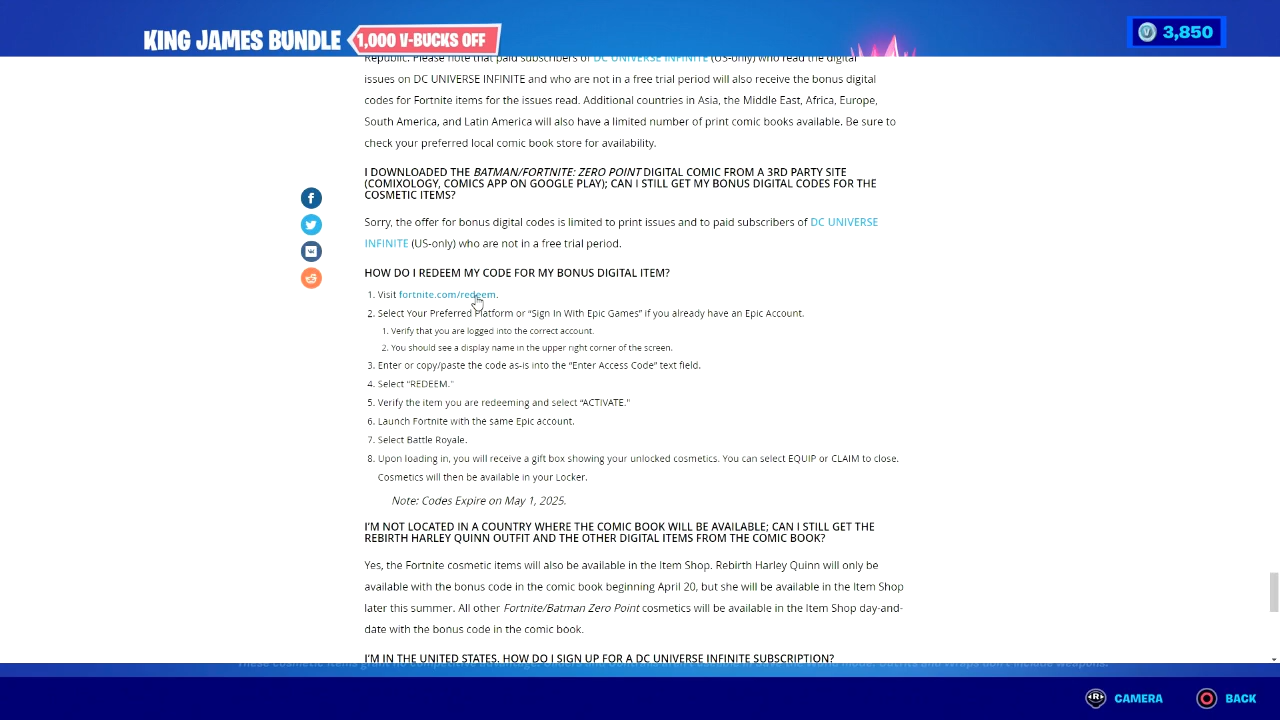 KING JAMES BUNDLE
1,000 V-BUCKS OFF
3,850
Republic. Please note that paid subscribers of DC UNIVERSE INFINITE (US-only) who read the digital
issues on DC UNIVERSE INFINITE and who are not in a free trial period will also receive the bonus digital
codes for Fortnite items for the issues read. Additional countries in Asia, the Middle East, Africa, Europe,
South America, and Latin America will also have a limited number of print comic books available. Be sure to
check your preferred local comic book store for availability.
I DOWNLOADED THE BATMAN/FORTNITE: ZERO POINT DIGITAL COMIC FROM A 3RD PARTY SITE
(COMIXOLOGY, COMICS APP ON GOOGLE PLAY); CAN I STILL GET MY BONUS DIGITAL CODES FOR THE
COSMETIC ITEMS?
Sorry, the offer for bonus digital codes is limited to print issues and to paid subscribers of DC UNIVERSE
INFINITE (US-only) who are not in a free trial period.
HOW DO I REDEEM MY CODE FOR MY BONUS DIGITAL ITEM?
1. Visit fortnite.com/redeem.
2. Select Your Preferred Platform or “Sign In With Epic Games” if you already have an Epic Account.
1. Verify that you are logged into the correct account.
2. You should see a display name in the upper right corner of the screen.
3. Enter or copy/paste the code as-is into the “Enter Access Code” text field.
4. Select “REDEEM.”
5. Verify the item you are redeeming and select “ACTIVATE.”
6. Launch Fortnite with the same Epic account.
7. Select Battle Royale.
8. Upon loading in, you will receive a gift box showing your unlocked cosmetics. You can select EQUIP or CLAIM to close.
Cosmetics will then be available in your Locker.
Note: Codes Expire on May 1, 2025.
I’M NOT LOCATED IN A COUNTRY WHERE THE COMIC BOOK WILL BE AVAILABLE; CAN I STILL GET THE
REBIRTH HARLEY QUINN OUTFIT AND THE OTHER DIGITAL ITEMS FROM THE COMIC BOOK?
Yes, the Fortnite cosmetic items will also be available in the Item Shop. Rebirth Harley Quinn will only be
available with the bonus code in the comic book beginning April 20, but she will be available in the Item Shop
later this summer. All other Fortnite/Batman Zero Point cosmetics will be available in the Item Shop day-and-
date with the bonus code in the comic book.
I’M IN THE UNITED STATES. HOW DO I SIGN UP FOR A DC UNIVERSE INFINITE SUBSCRIPTION?
CAMERA
BACK